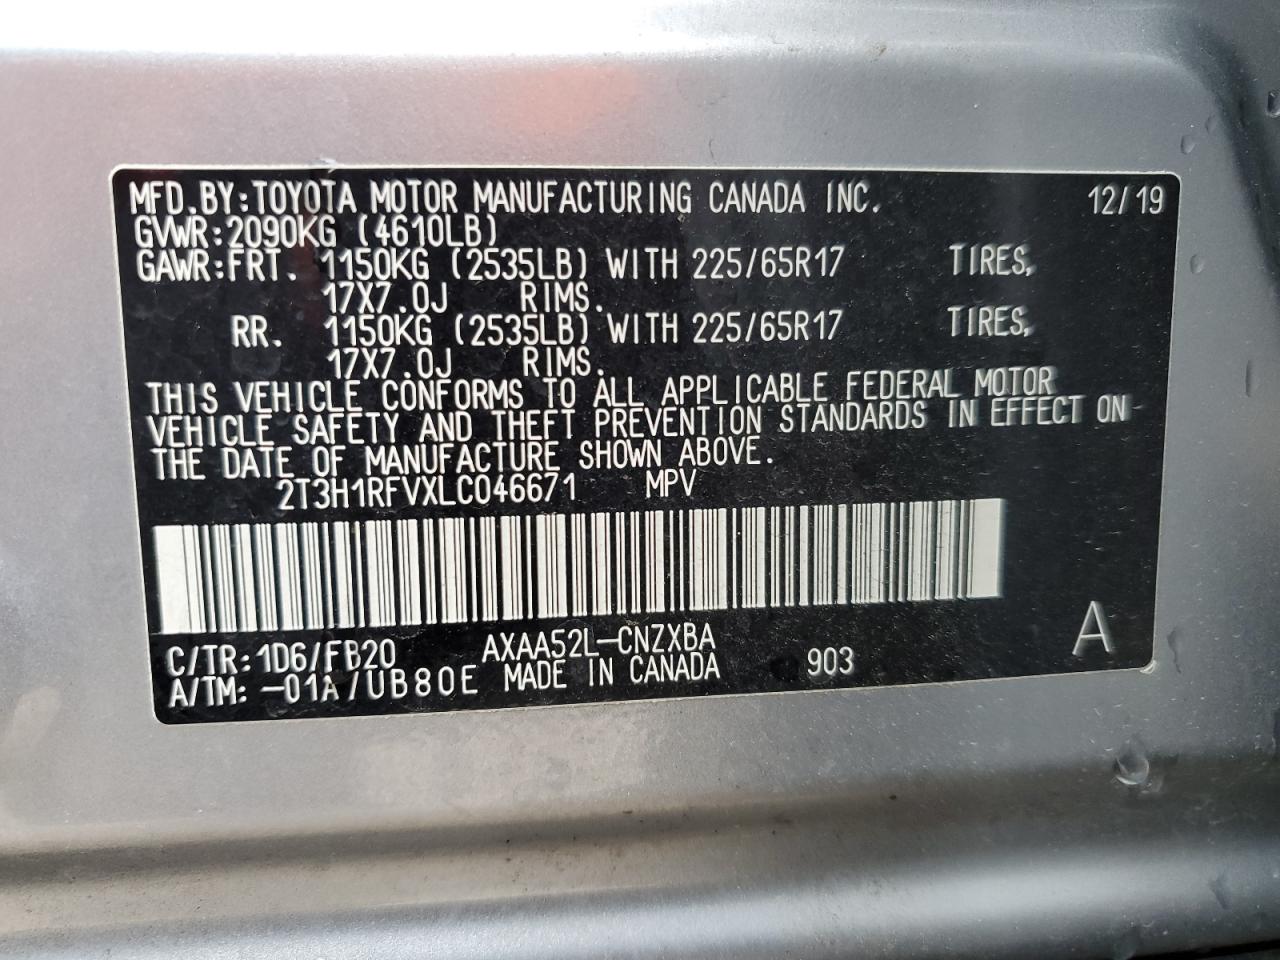 MFD.BY:TOYOTA MOTOR MANUFACTURING CANADA INC. 12/19
GVWR:2090KG (4610LB)
GAWR:FRT. 1150KG (2535LB) WITH 225/65R17 TIRES,
17X7.0J RIMS.
RR. 1150KG (2535LB) WITH 225/65R17 TIRES,
17X7.0J RIMS.
THIS VEHICLE CONFORMS TO ALL APPLICABLE FEDERAL MOTOR
VEHICLE SAFETY AND THEFT PREVENTION STANDARDS IN EFFECT ON
THE DATE OF MANUFACTURE SHOWN ABOVE.
2T3H1RFVXLC046671 MPV
C/TR:1D6/FB20 AXAA52L-CNZXBA A
A/TM:-01A/UB80E MADE IN CANADA 903